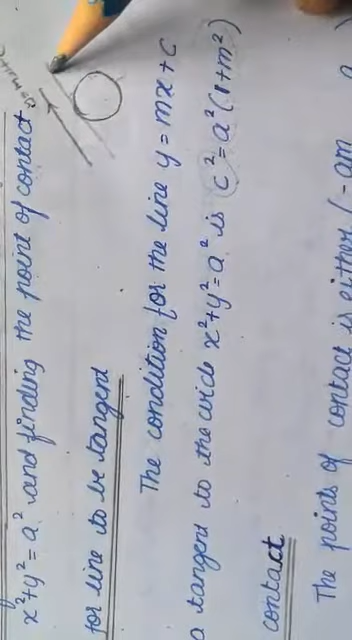 x²+y²=a² and finding the point of contact
for line to be tangent
The condition for the line y=mx+c
a tangent to the circle x²+y²=a² is c²=a²(1+m²)
contact
The points of contact is either (-am